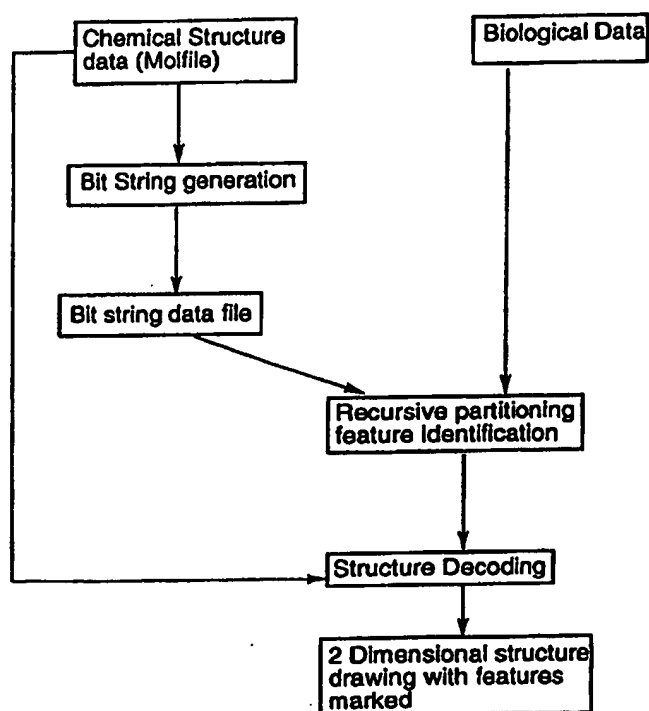 Chemical Structure
data (Molfile)
Biological Data
Bit String generation
Bit string data file
Recursive partitioning
feature identification
Structure Decoding
2 Dimensional structure
drawing with features
marked